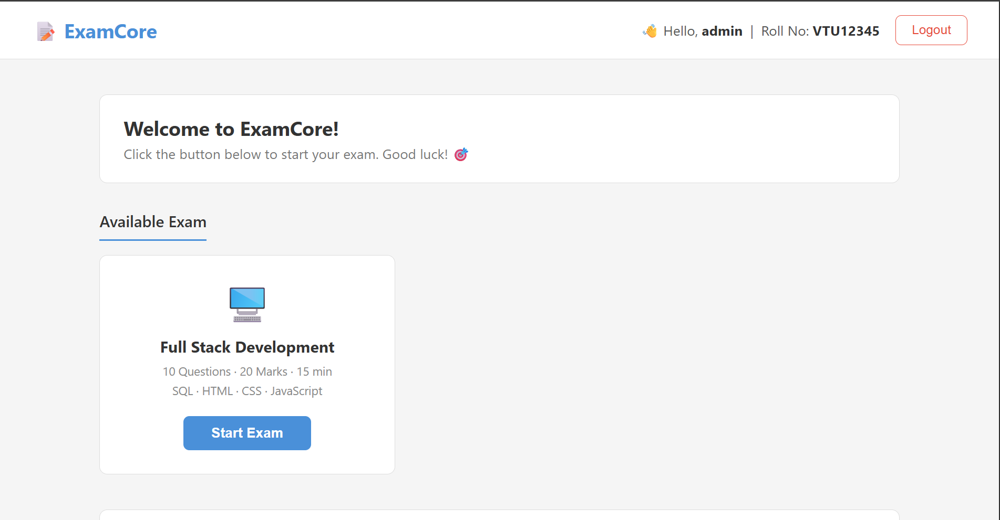 ExamCore
Hello, admin | Roll No: VTU12345
Logout
Welcome to ExamCore!
Click the button below to start your exam. Good luck!
Available Exam
Full Stack Development
10 Questions · 20 Marks · 15 min
SQL · HTML · CSS · JavaScript
Start Exam